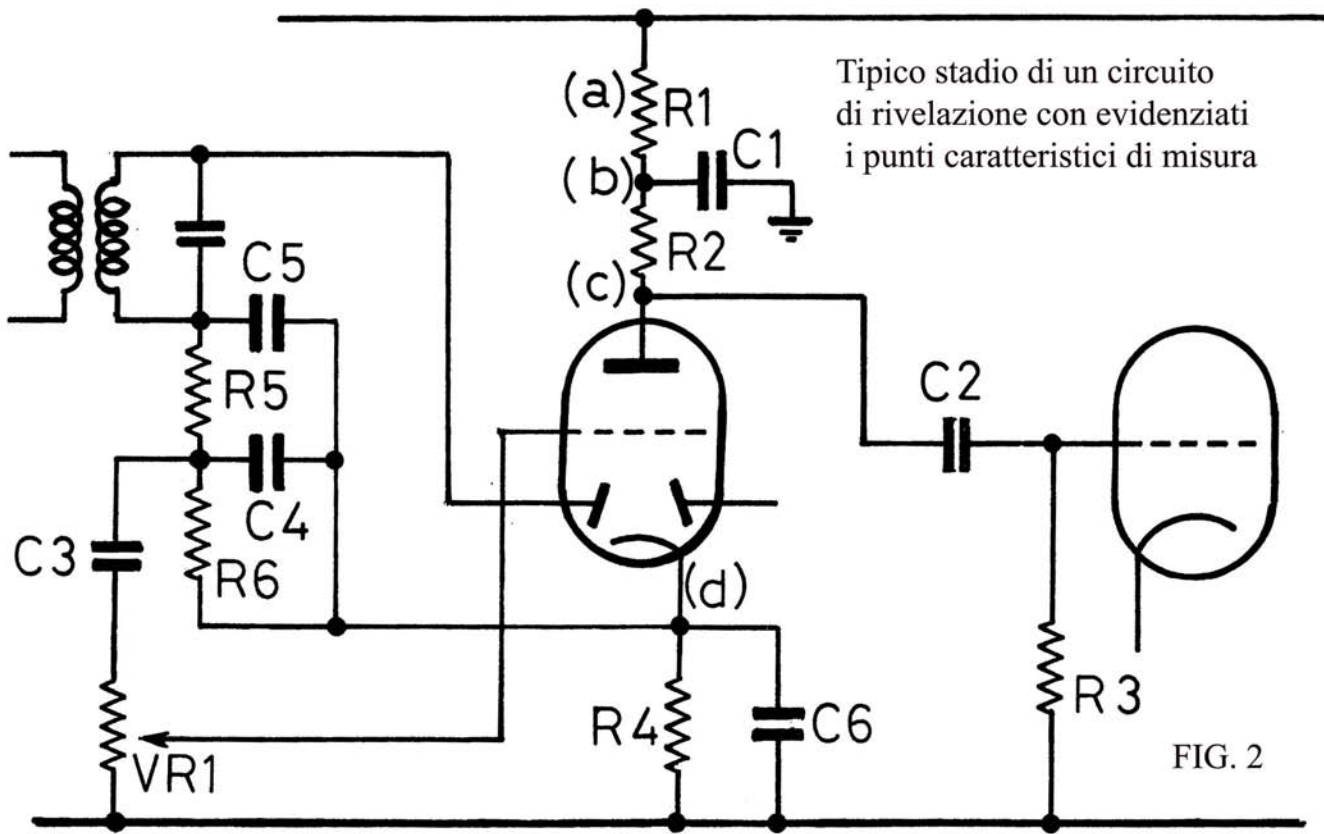 Tipico stadio di un circuito
di rivelazione con evidenziati
i punti caratteristici di misura
(a)
R1
C1
(b)
R2
(c)
C5
R5
C2
C4
C3
R6
(d)
R4
C6
R3
VR1
FIG. 2